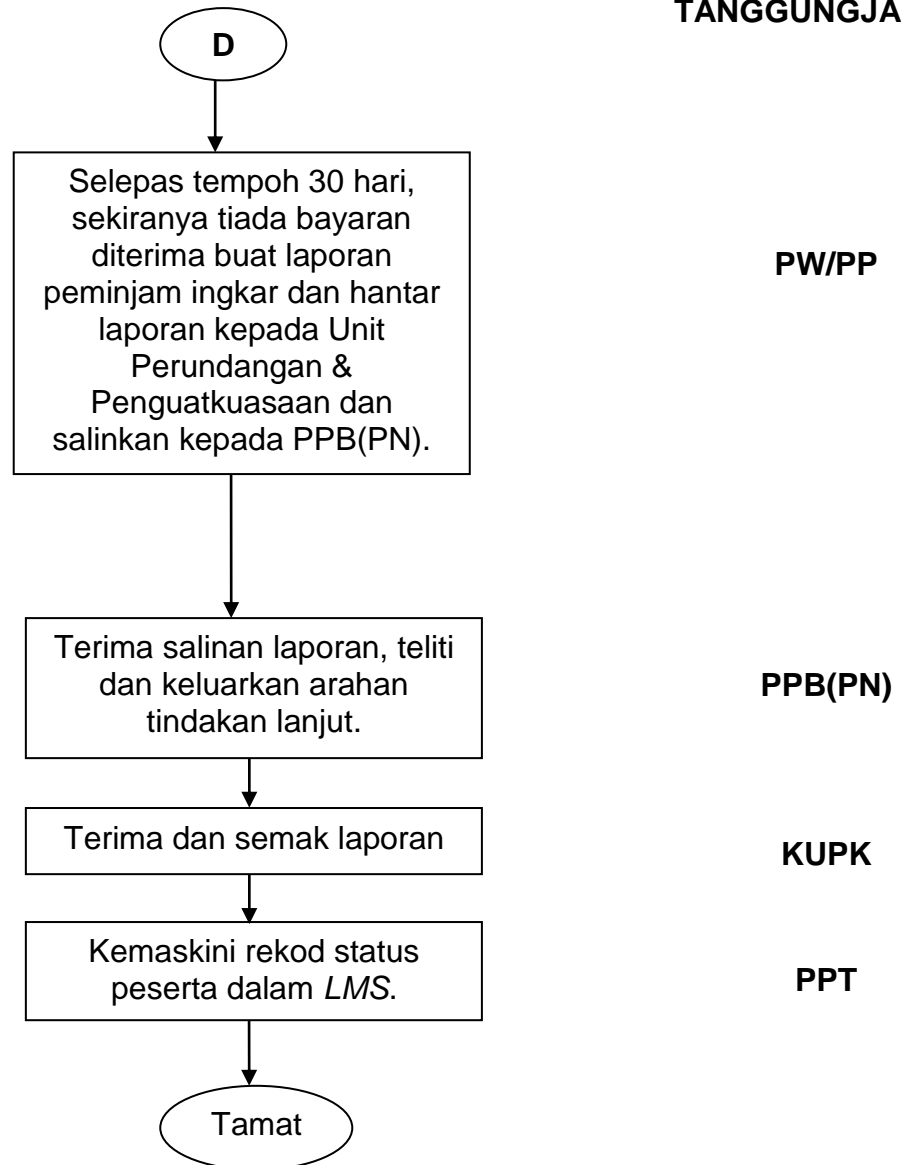 TANGGUNGJA
D
Selepas tempoh 30 hari,
sekiranya tiada bayaran
diterima buat laporan
peminjam ingkar dan hantar
laporan kepada Unit
Perundangan &
Penguatkuasaan dan
salinkan kepada PPB(PN).
PW/PP
Terima salinan laporan, teliti
dan keluarkan arahan
tindakan lanjut.
PPB(PN)
Terima dan semak laporan
KUPK
Kemaskini rekod status
peserta dalam LMS.
PPT
Tamat